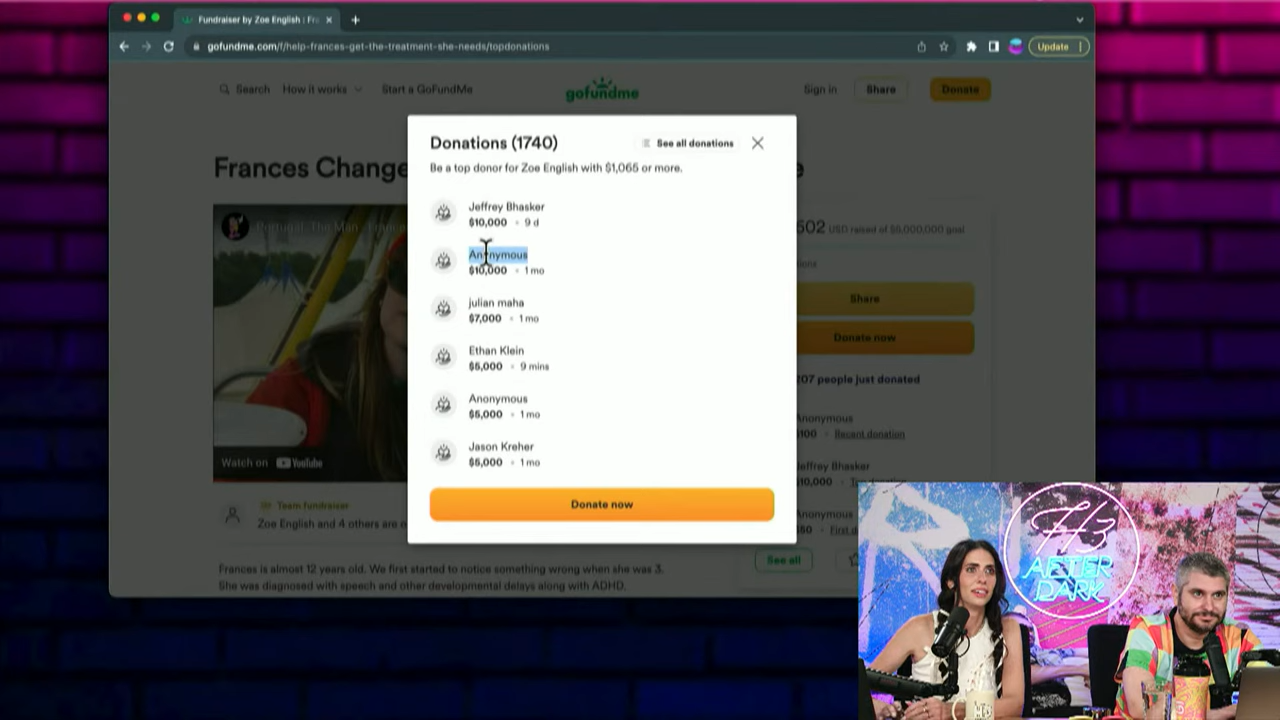 Fundraiser by Zoe English : Fr
gofundme.com/f/help-frances-get-the-treatment-she-needs/topdonations
Update
Search
How it works
Start a GoFundMe
gofundme
Sign in
Share
Donate
Frances Change
e
Donations (1740)
See all donations
Be a top donor for Zoe English with $1,065 or more.
Jeffrey Bhasker
$10,000 • 9 d
Anonymous
$10,000 • 1 mo
julian maha
$7,000 • 1 mo
Ethan Klein
$5,000 • 9 mins
Anonymous
$5,000 • 1 mo
Jason Kreher
$5,000 • 1 mo
Donate now
Portugal. The Man
Watch on YouTube
502 USD raised of
goal
Share
Donate now
207 people just donated
Anonymous
$100 • Recent donation
Jeffrey Bhasker
$10,000
Anonymous
$50
See all
Team fundraiser
Zoe English and 4 others are o
Frances is almost 12 years old. We first started to notice something wrong when she was 3.
She was diagnosed with speech and other developmental delays along with ADHD.
H3
AFTER
DARK